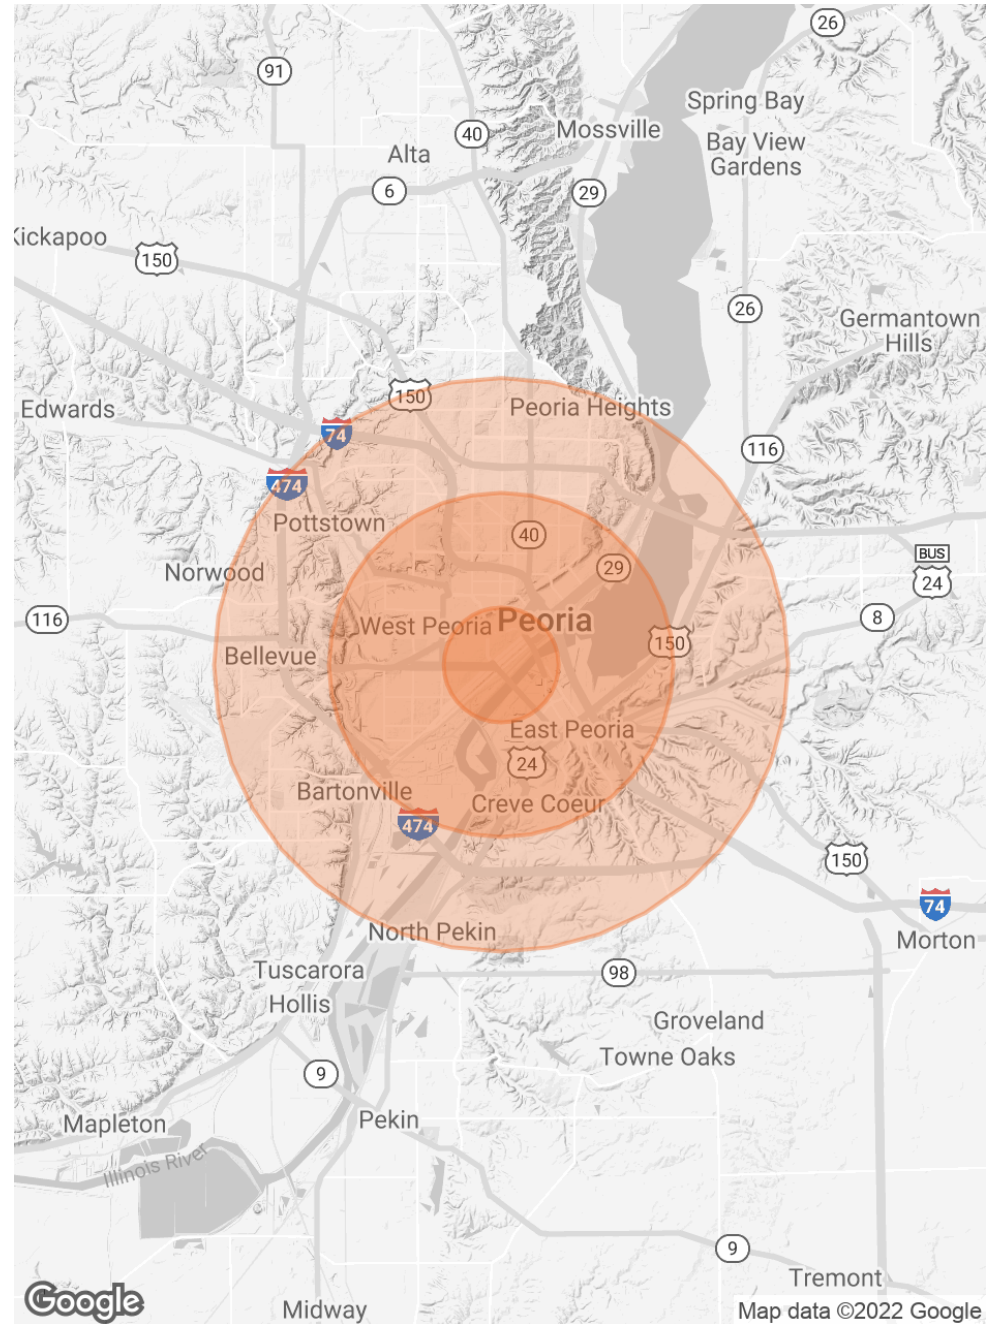 26
91
Spring Bay
40
Mossville
Bay View
Gardens
Alta
6
29
Kickapoo
150
26
Germantown
Hills
150
Peoria Heights
Edwards
74
116
474
Pottstown
40
BUS
24
29
Norwood
116
West Peoria
Peoria
8
150
Bellevue
East Peoria
24
Bartonville
Creve Coeur
474
150
74
North Pekin
Morton
Tuscarora
98
Hollis
Groveland
Towne Oaks
9
Mapleton
Pekin
Illinois River
9
Tremont
Google
Midway
Map data ©2022 Google